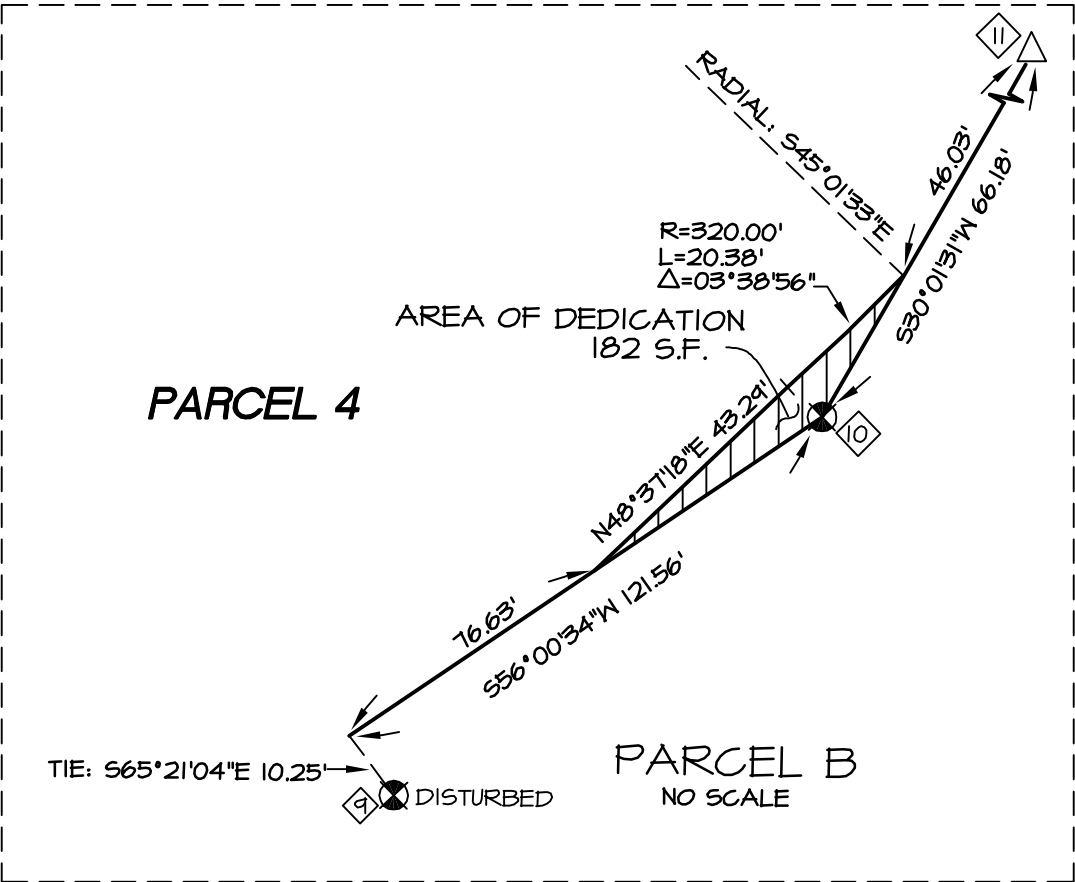 11
RADIAL: S45°01'33"E
46.03'
S30°01'31"W 66.18'
R=320.00'
L=20.38'
△=03°38'56"
AREA OF DEDICATION
182 S.F.
PARCEL 4
10
N48°37'18"E 43.29'
76.63'
S56°00'34"W 121.56'
TIE: S65°21'04"E 10.25'
9
DISTURBED
PARCEL B
NO SCALE